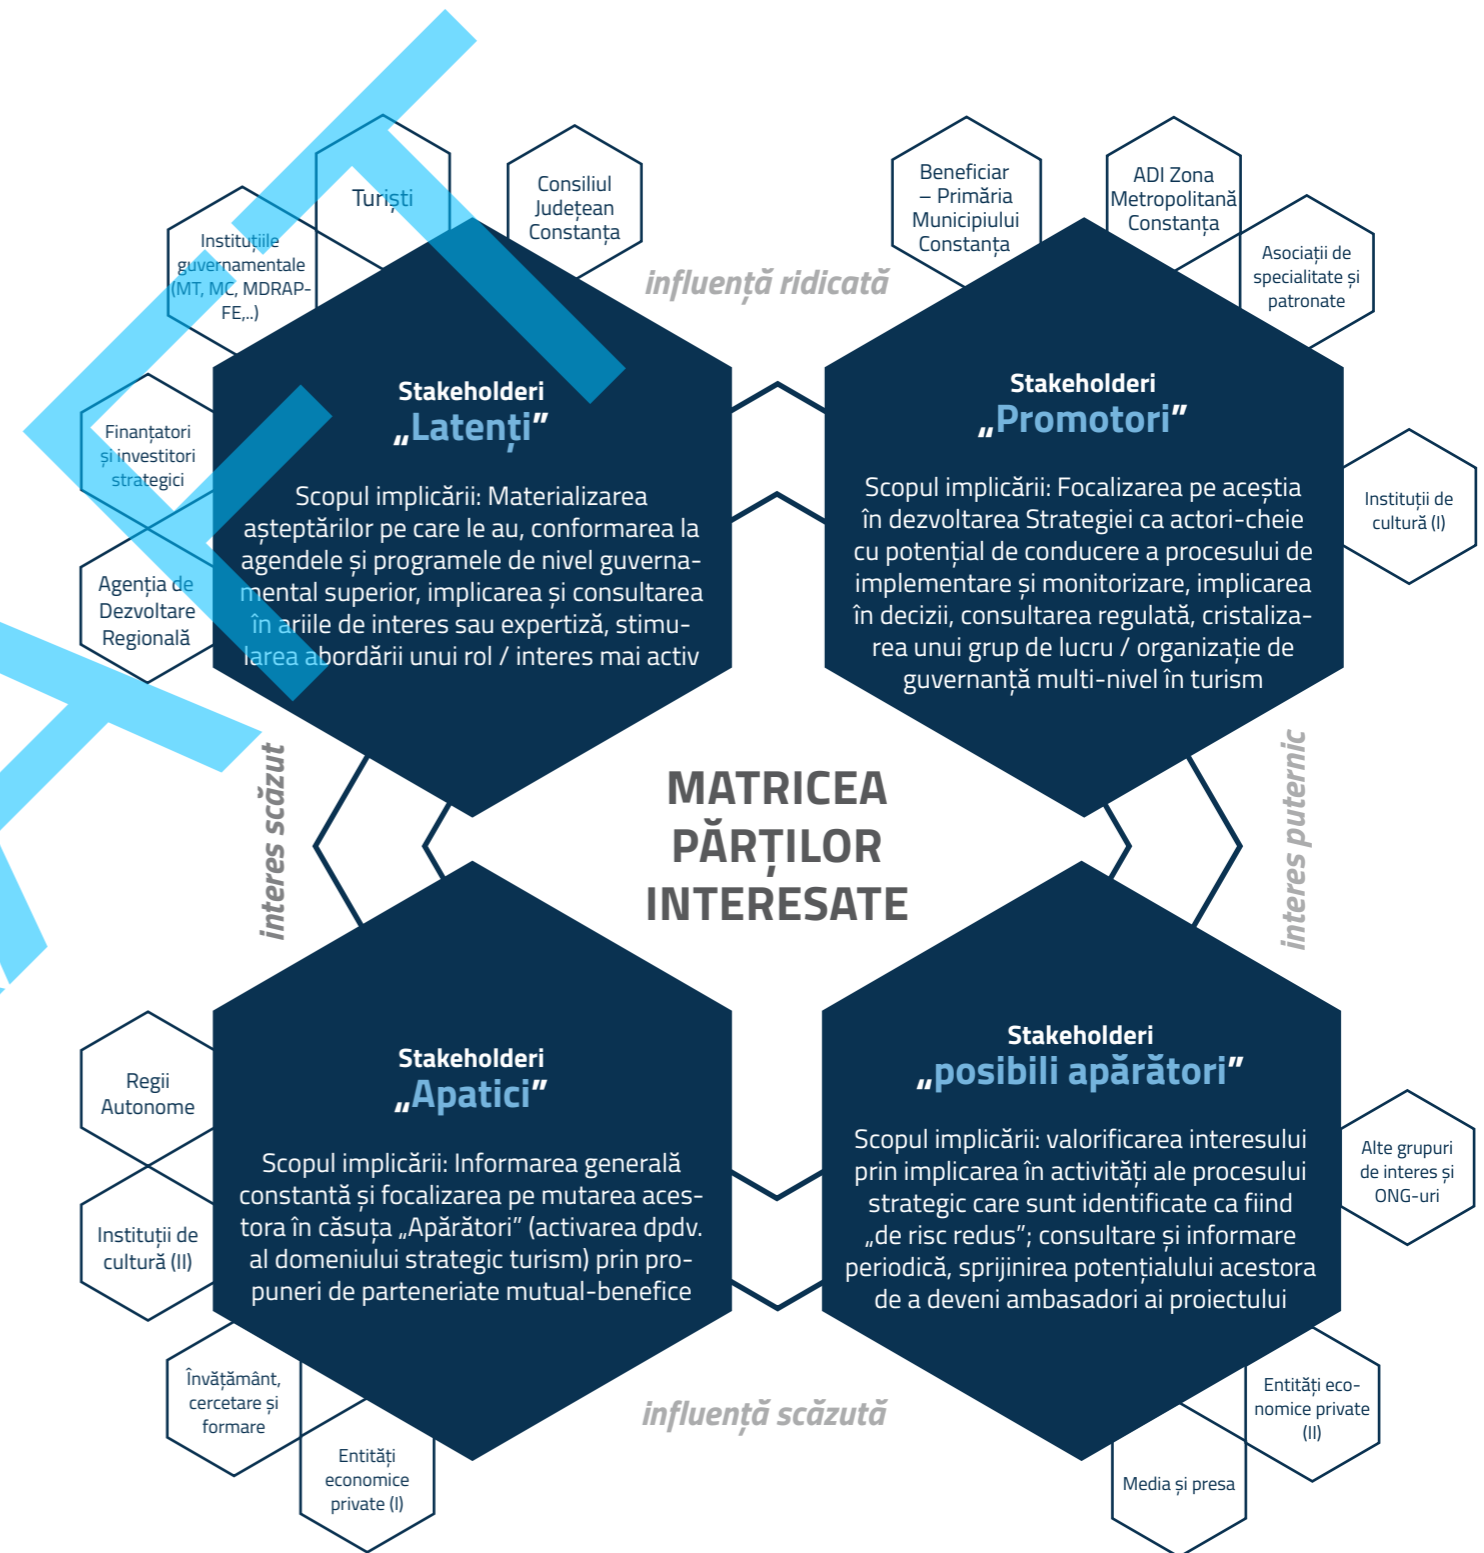 Turiști
Consiliul
Județean
Constanța
Instituțiile
guvernamentale
(MT, MC, MDRAP-
FE,..)
Finanțatori
și investitori
strategici
Agenția de
Dezvoltare
Regională
Stakeholderi
„Latenți”
Scopul implicării: Materializarea
așteptărilor pe care le au, conformarea la
agendele și programele de nivel guverna-
mental superior, implicarea și consultarea
în ariile de interes sau expertiză, stimu-
larea abordării unui rol / interes mai activ
influență ridicată
Beneficiar
– Primăria
Municipiului
Constanța
ADI Zona
Metropolitană
Constanța
Asociații de
specialitate și
patronate
Instituții de
cultură (I)
Stakeholderi
„Promotori”
Scopul implicării: Focalizarea pe aceștia
în dezvoltarea Strategiei ca actori-cheie
cu potențial de conducere a procesului de
implementare și monitorizare, implicarea
în decizii, consultarea regulată, cristaliza-
rea unui grup de lucru / organizație de
guvernanță multi-nivel în turism
interes scăzut
MATRICEA
PĂRȚILOR
INTERESATE
interes puternic
Stakeholderi
„Apatici”
Scopul implicării: Informarea generală
constantă și focalizarea pe mutarea aces-
tora în căsuța „Apărători” (activarea dpdv.
al domeniului strategic turism) prin pro-
puneri de parteneriate mutual-benefice
Regii
Autonome
Instituții de
cultură (II)
Învățământ,
cercetare și
formare
Entități
economice
private (I)
influență scăzută
Stakeholderi
„posibili apărători”
Scopul implicării: valorificarea interesului
prin implicarea în activități ale procesului
strategic care sunt identificate ca fiind
„de risc redus”; consultare și informare
periodică, sprijinirea potențialului acestora
de a deveni ambasadori ai proiectului
Alte grupuri
de interes și
ONG-uri
Entități eco-
nomice private
(II)
Media și presa